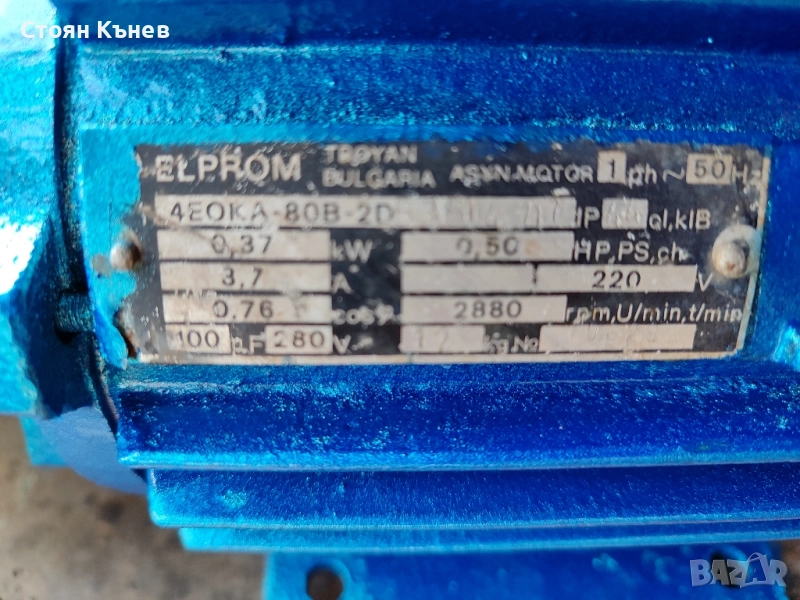 Стоян Кънев
ELPROM TROYAN BULGARIA ASYN.MOTOR 1 ph ~ 50 Hz
4EOKA-80B-2D IP ol,klB
0,37 kW 0,50 HP,PS,ch
3,7 A 220 V
0,76 cosφ 2880 rpm,U/min,t/min
100 µF 280 V kg.No
BAZAR